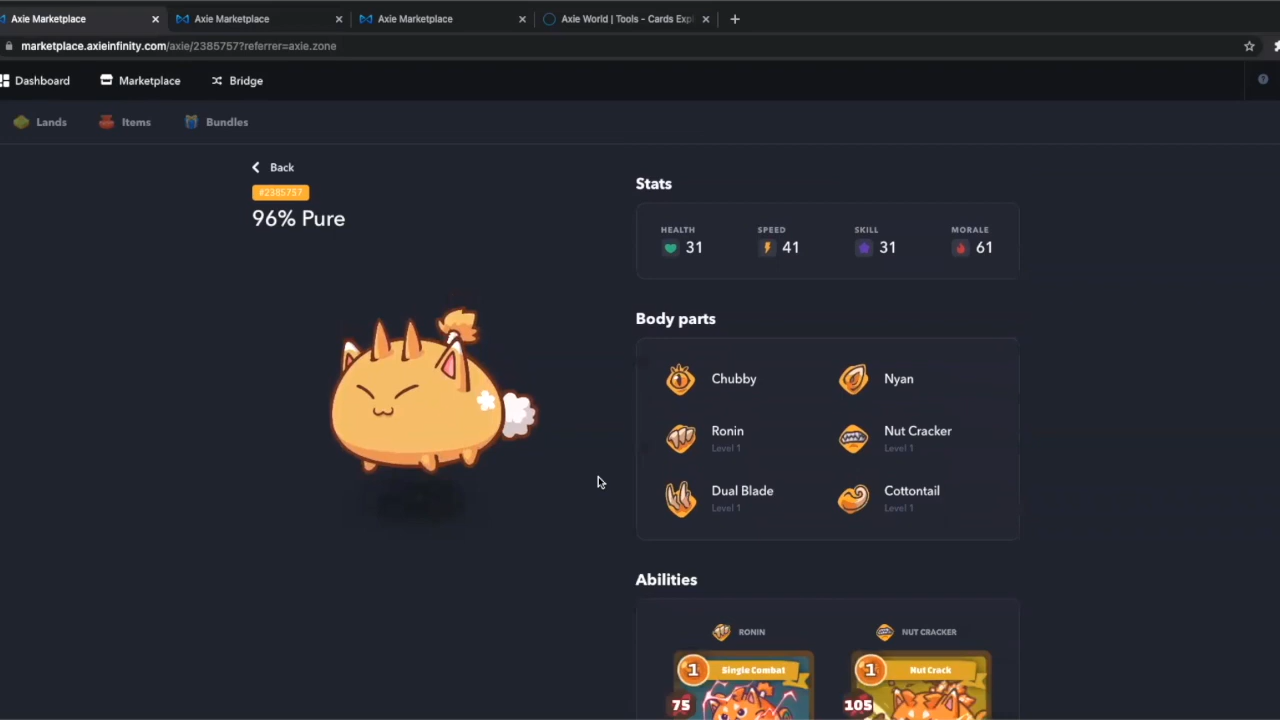 Axie Marketplace
Axie Marketplace
Axie Marketplace
Axie World | Tools - Cards Expl
marketplace.axieinfinity.com/axie/2385757?referrer=axie.zone
Dashboard
Marketplace
Bridge
Lands
Items
Bundles
Back
#2385757
96% Pure
Stats
HEALTH
31
SPEED
41
SKILL
31
MORALE
61
Body parts
Chubby
Nyan
Ronin
Level 1
Nut Cracker
Level 1
Dual Blade
Level 1
Cottontail
Level 1
Abilities
RONIN
NUT CRACKER
1
Single Combat
75
1
Nut Crack
105